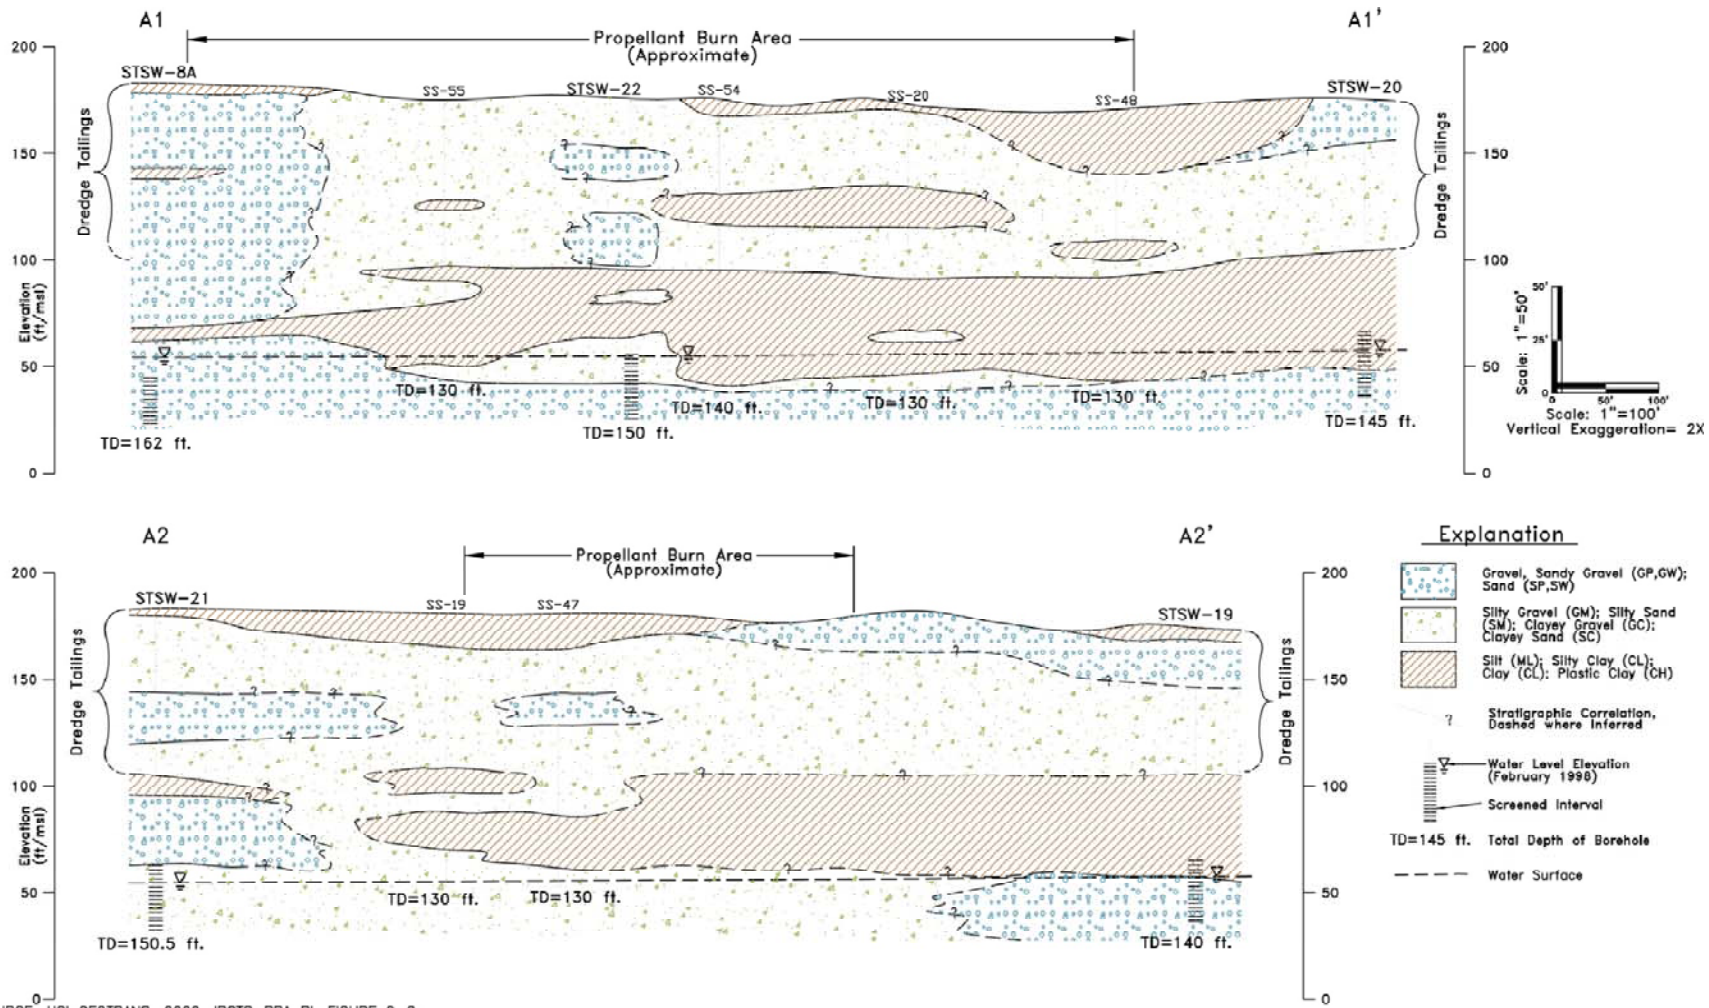 A1
A1'
Propellant Burn Area
(Approximate)
200
200
STSW-8A
SS-55
STSW-22
SS-54
SS-20
SS-48
STSW-20
Dredge Tailings
Dredge Tailings
150
150
100
100
Elevation
(ft/msl)
50
50
TD=130 ft.
TD=140 ft.
TD=130 ft.
TD=130 ft.
TD=162 ft.
TD=150 ft.
TD=145 ft.
0
0
50'
25'
0
Scale: 1"=50'
0
50'
100'
Scale: 1"=100'
Vertical Exaggeration= 2X
A2
A2'
Propellant Burn Area
(Approximate)
200
200
STSW-21
SS-19
SS-47
STSW-19
Dredge Tailings
Dredge Tailings
150
150
100
100
Elevation
(ft/msl)
50
50
TD=130 ft.
TD=130 ft.
TD=150.5 ft.
TD=140 ft.
0
0
Explanation
Gravel, Sandy Gravel (GP,GW);
Sand (SP,SW)
Silty Gravel (GM); Silty Sand
(SM); Clayey Gravel (GC);
Clayey Sand (SC)
Silt (ML); Silty Clay (CL);
Clay (CL); Plastic Clay (CH)
?
Stratigraphic Correlation,
Dashed where Inferred
Water Level Elevation
(February 1998)
Screened Interval
TD=145 ft. Total Depth of Borehole
Water Surface